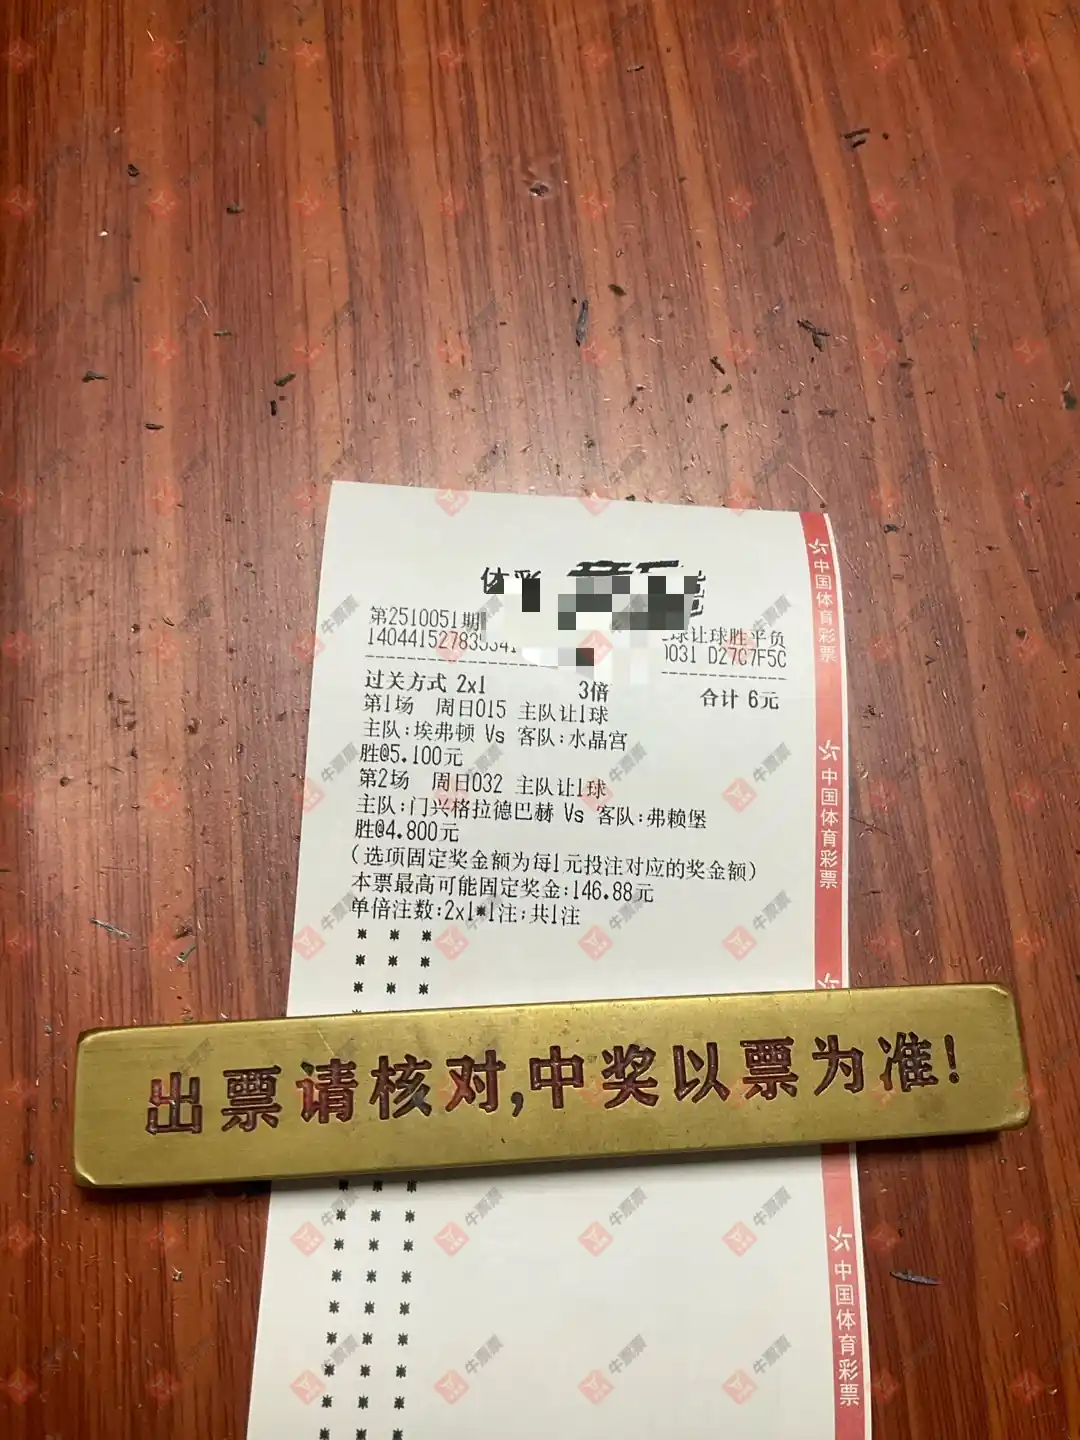 体彩
第2510051期
球让球胜平负
D27C7F5C
过关方式 2x1 3倍 合计 6元
第1场 周日015 主队让1球
主队:埃弗顿 Vs 客队:水晶宫
胜@5.100元
第2场 周日032 主队让1球
主队:门兴格拉德巴赫 Vs 客队:弗赖堡
胜@4.800元
(选项固定奖金额为每1元投注对应的奖金额)
本票最高可能固定奖金:146.88元
单倍注数:2x1*1注;共1注
出票请核对,中奖以票为准!
中国体育彩票
中国体育彩票
中国体育彩票
牛票票